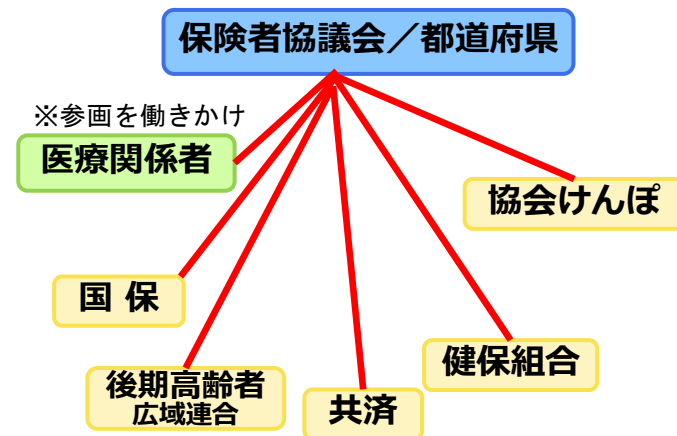 保険者協議会／都道府県
※参画を働きかけ
医療関係者
協会けんぽ
国 保
健保組合
後期高齢者
広域連合
共済